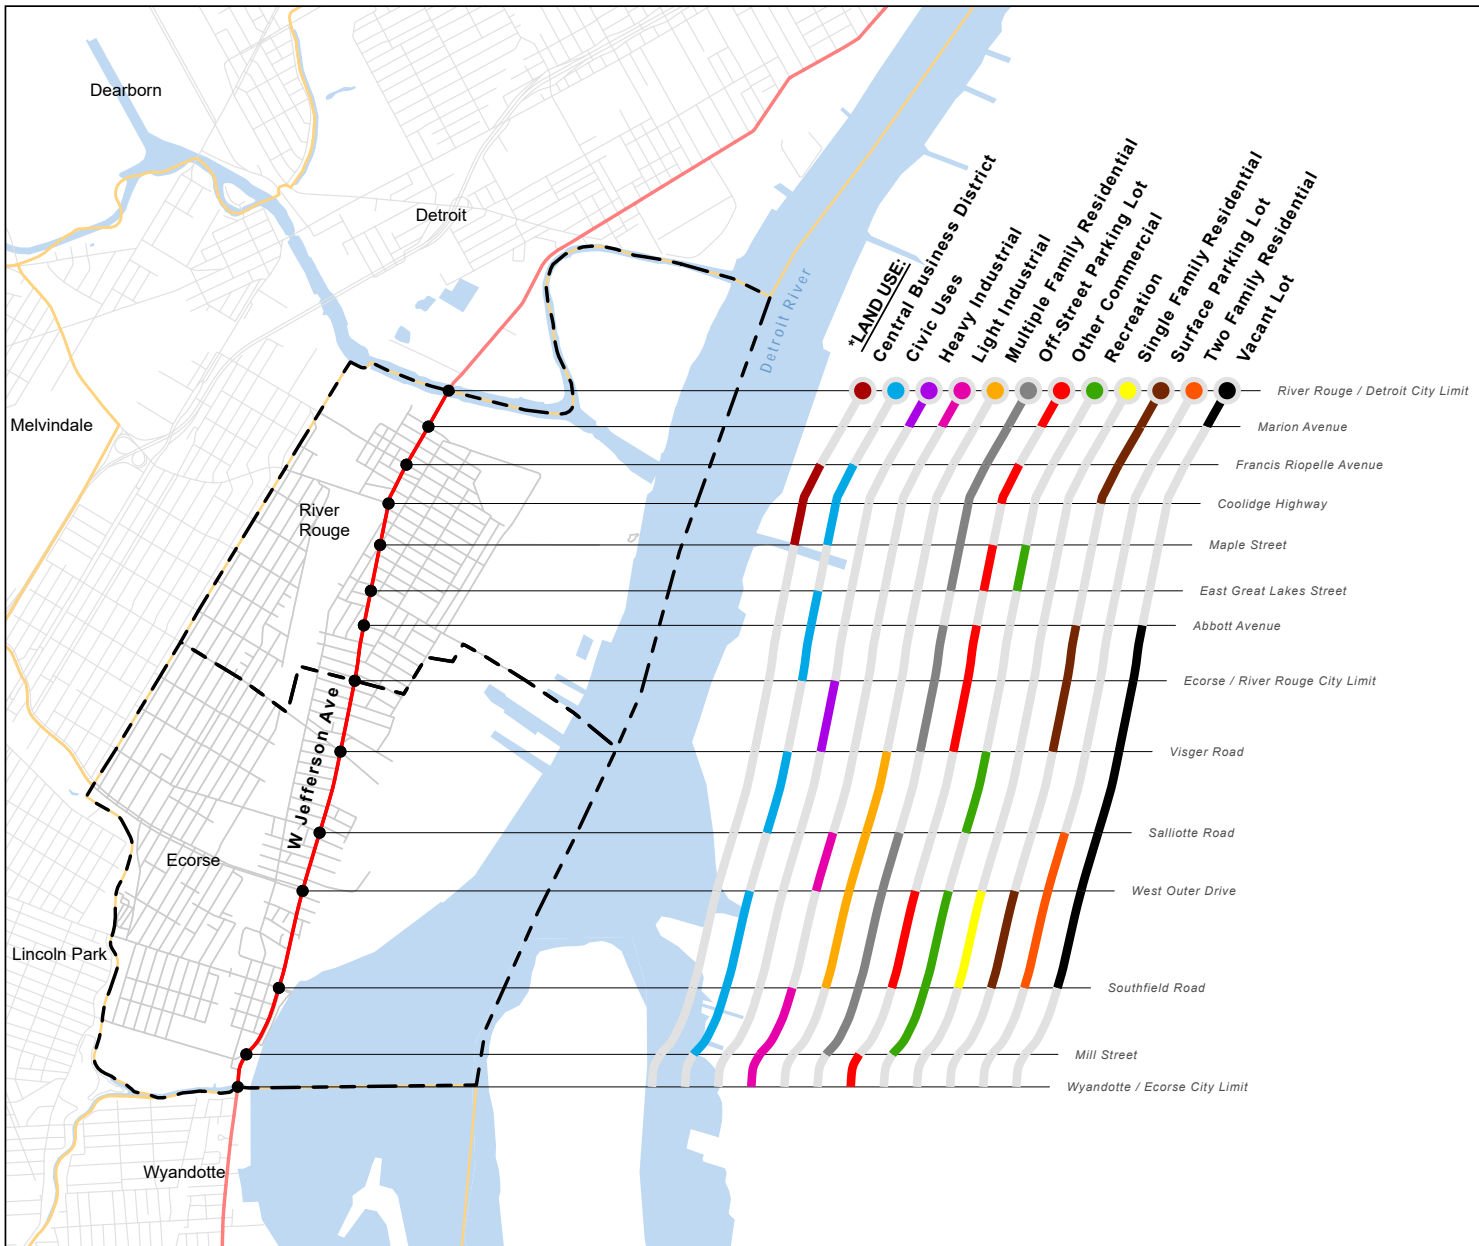 Dearborn
Detroit
Melvindale
River
Rouge
Ecorse
Lincoln Park
Wyandotte
W Jefferson Ave
Detroit River
*LAND USE:
Central Business District
Civic Uses
Heavy Industrial
Light Industrial
Multiple Family Residential
Off-Street Parking Lot
Other Commercial
Recreation
Single Family Residential
Surface Parking Lot
Two Family Residential
Vacant Lot
River Rouge / Detroit City Limit
Marion Avenue
Francis Riopelle Avenue
Coolidge Highway
Maple Street
East Great Lakes Street
Abbott Avenue
Ecorse / River Rouge City Limit
Visger Road
Salliotte Road
West Outer Drive
Southfield Road
Mill Street
Wyandotte / Ecorse City Limit